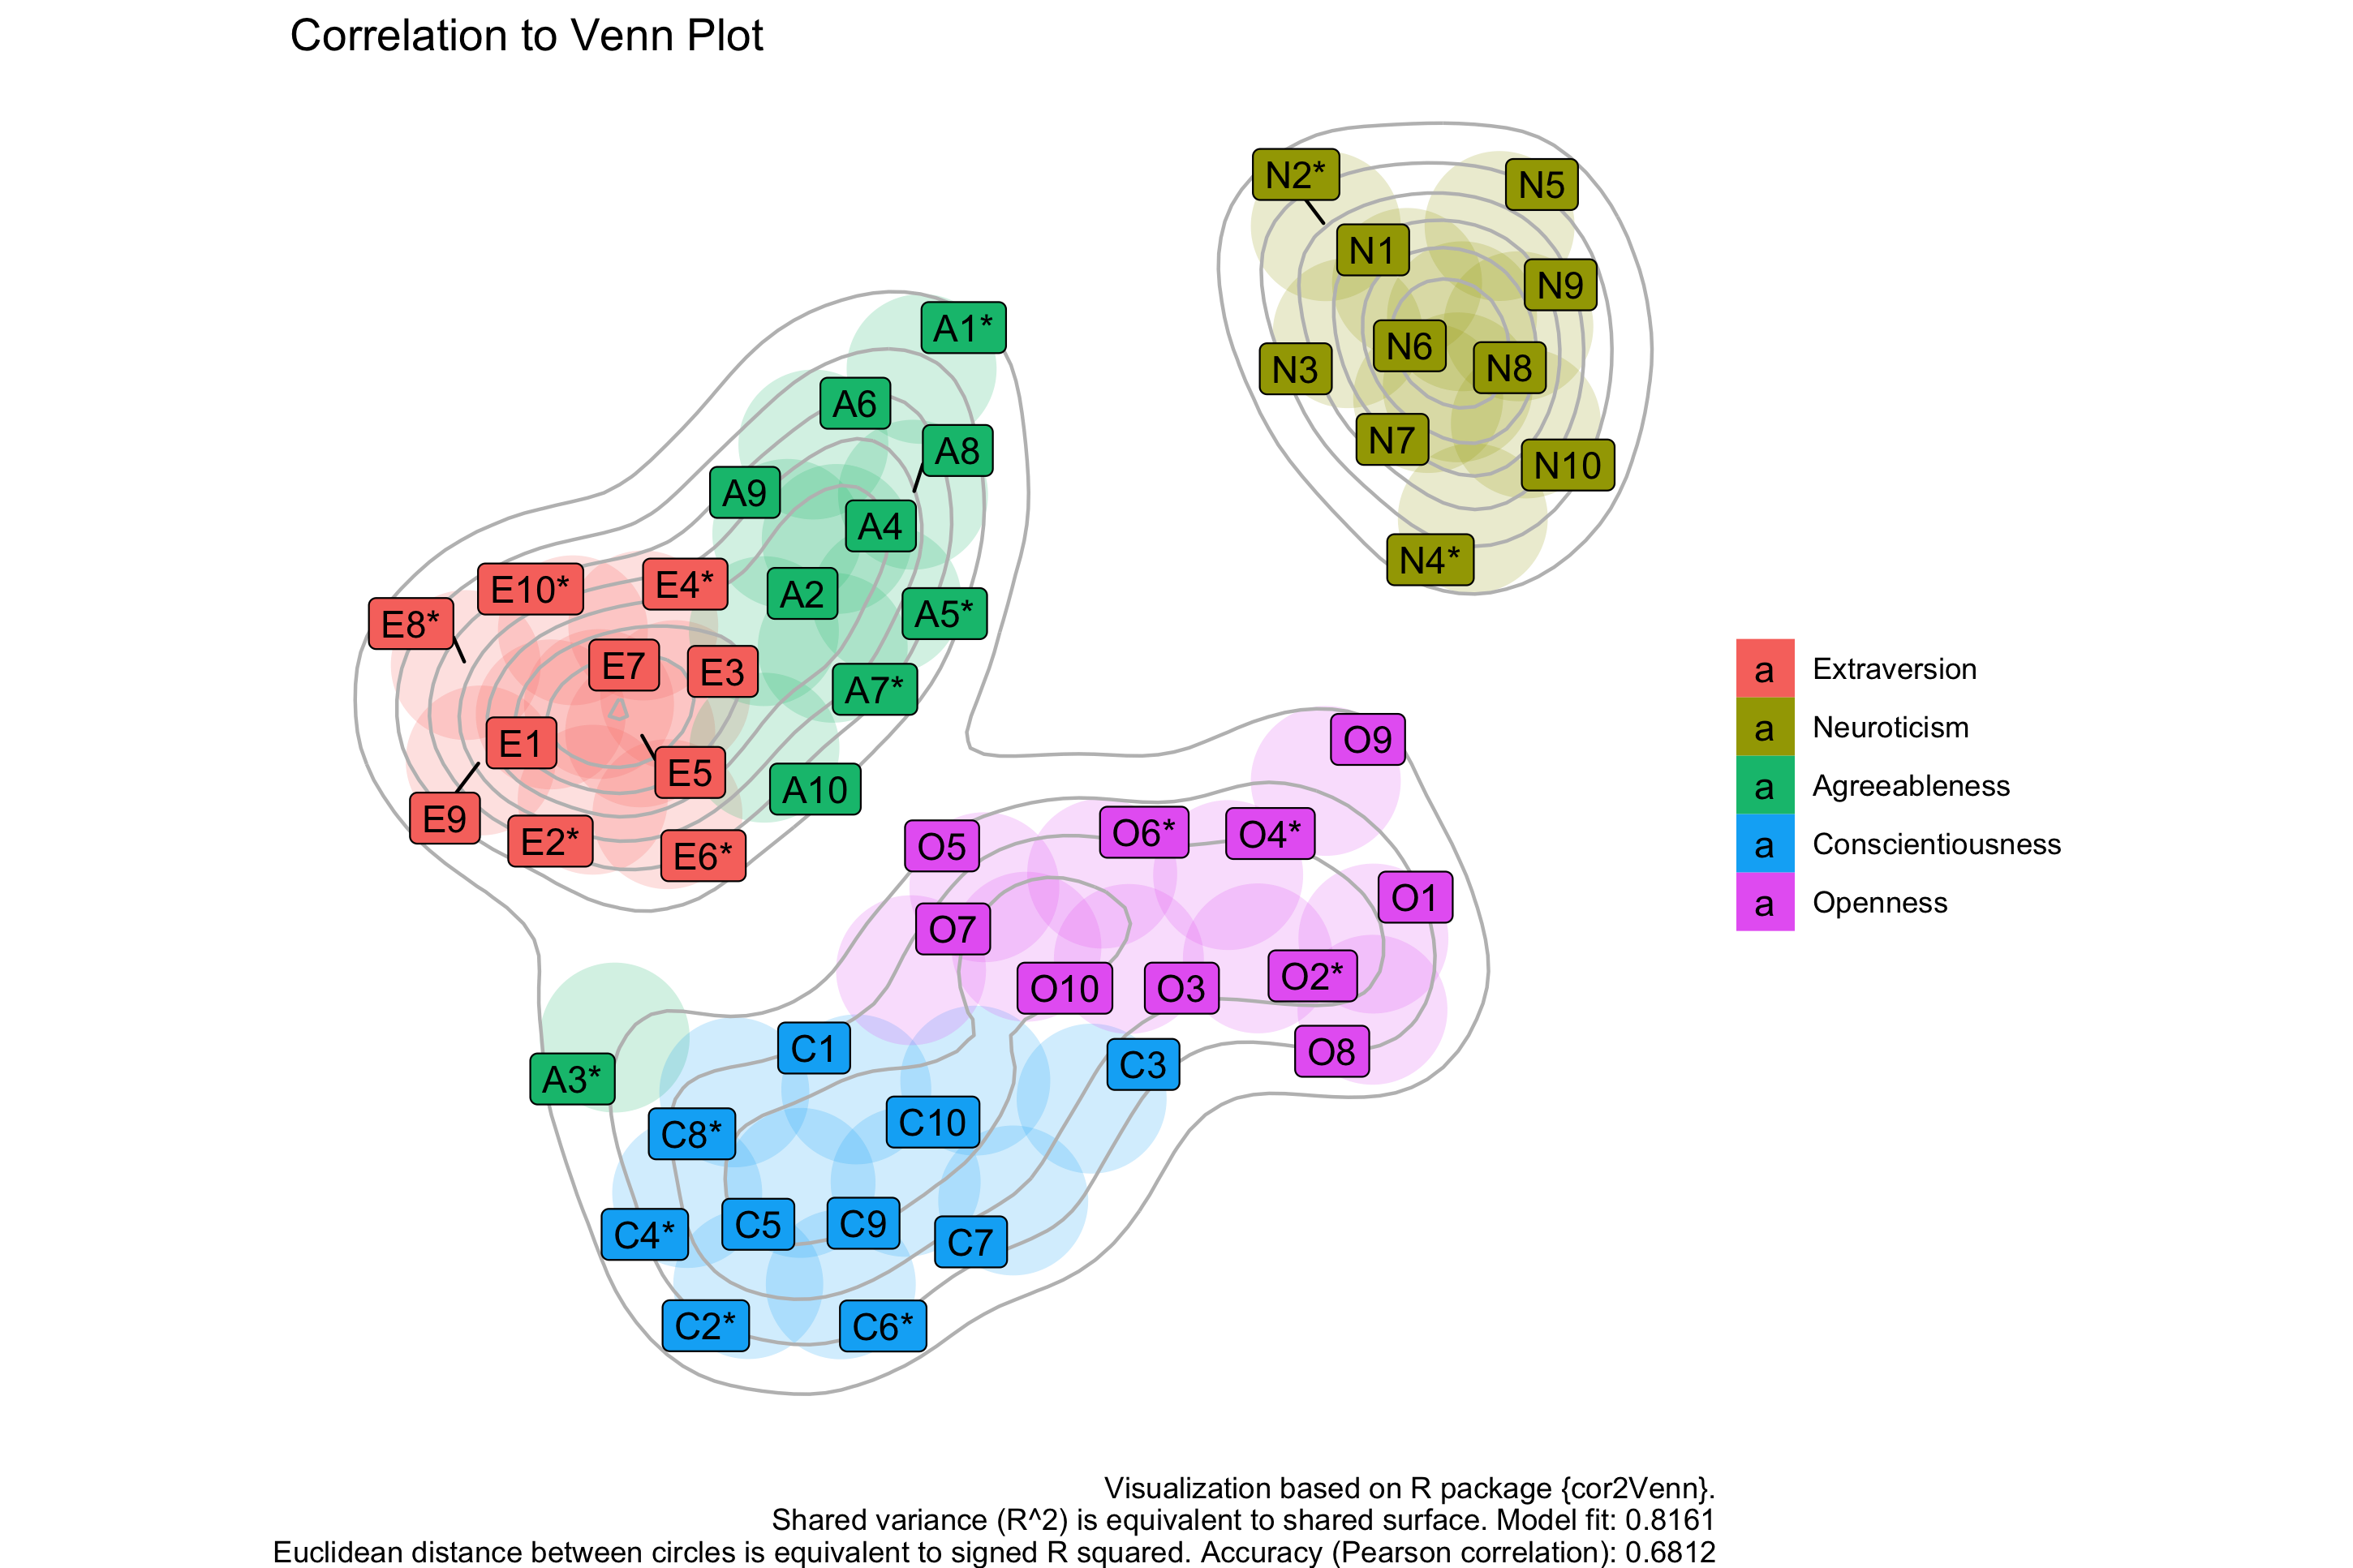 Correlation to Venn Plot
N2*
N5
N1
N9
A1*
N6
N3
N8
A6
N7
A8
N10
A9
A4
N4*
E10*
E4*
A2
A5*
E8*
E7
E3
A7*
Extraversion
a
Neuroticism
a
O9
E1
E5
A10
Agreeableness
a
E9
E2*
E6*
O5
O6*
O4*
Conscientiousness
a
O1
Openness
a
O7
O10
O3
O2*
C1
O8
C3
A3*
C8*
C10
C4*
C5
C9
C7
C2*
C6*
Visualization based on R package {cor2Venn}.
Shared variance (R^2) is equivalent to shared surface. Model fit: 0.8161
Euclidean distance between circles is equivalent to signed R squared. Accuracy (Pearson correlation): 0.6812